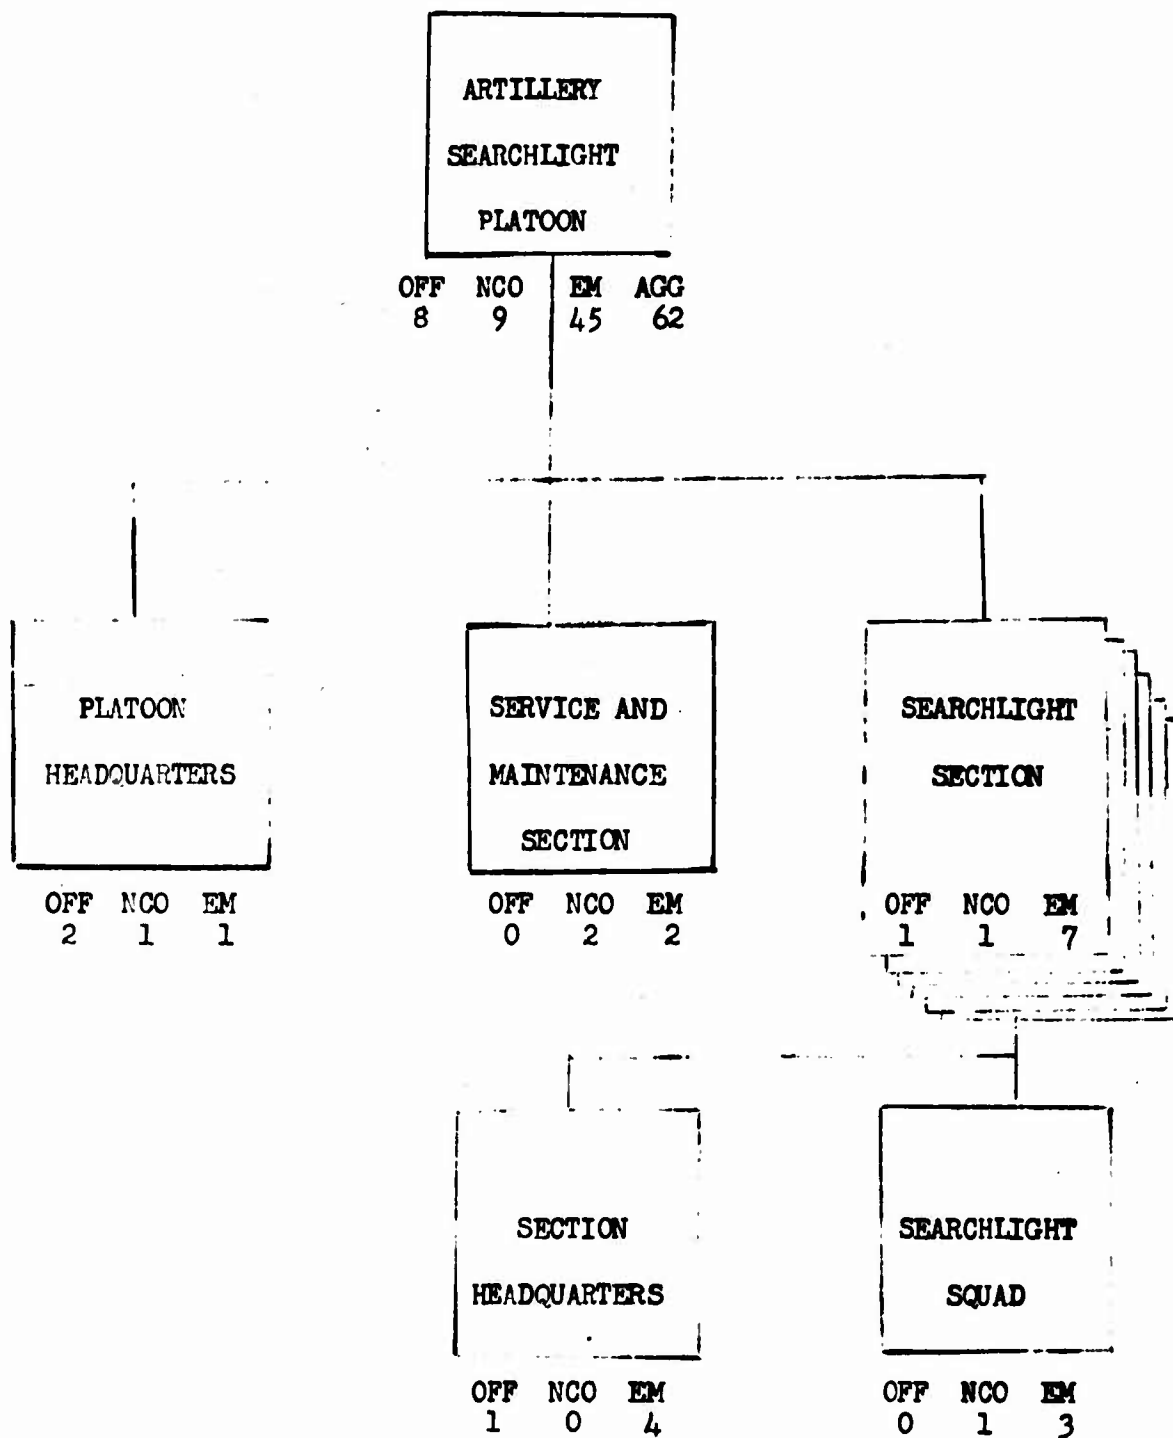 ARTILLERY
SEARCHLIGHT
PLATOON
OFF NCO EM AGG
8 9 45 62
PLATOON
HEADQUARTERS
OFF NCO EM
2 1 1
SERVICE AND
MAINTENANCE
SECTION
OFF NCO EM
0 2 2
SEARCHLIGHT
SECTION
OFF NCO EM
1 1 7
SECTION
HEADQUARTERS
OFF NCO EM
1 0 4
SEARCHLIGHT
SQUAD
OFF NCO EM
0 1 3